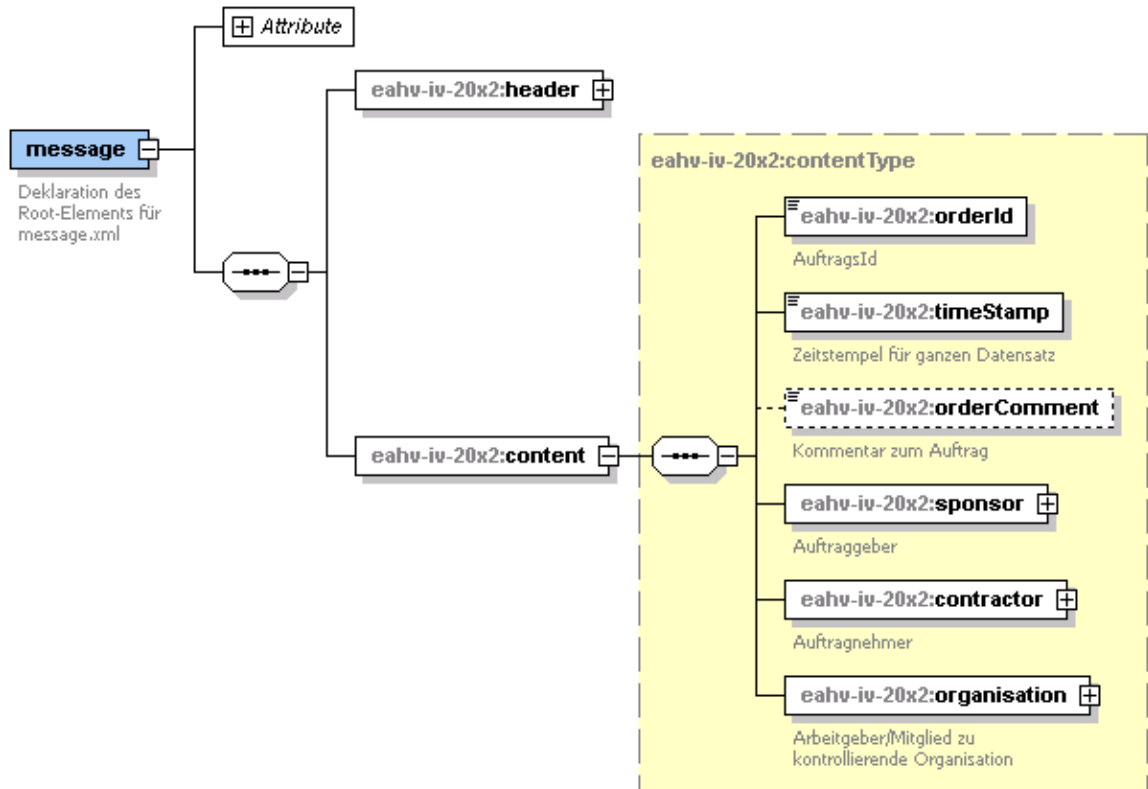 Attribute
eahv-iv-20x2:header
message
Deklaration des
Root-Elements für
message.xml
eahv-iv-20x2:contentType
eahv-iv-20x2:orderId
AuftragsId
eahv-iv-20x2:timeStamp
Zeitstempel für ganzen Datensatz
eahv-iv-20x2:orderComment
Kommentar zum Auftrag
eahv-iv-20x2:content
eahv-iv-20x2:sponsor
Auftraggeber
eahv-iv-20x2:contractor
Auftragnehmer
eahv-iv-20x2:organisation
Arbeitgeber/Mitglied zu
kontrollierende Organisation